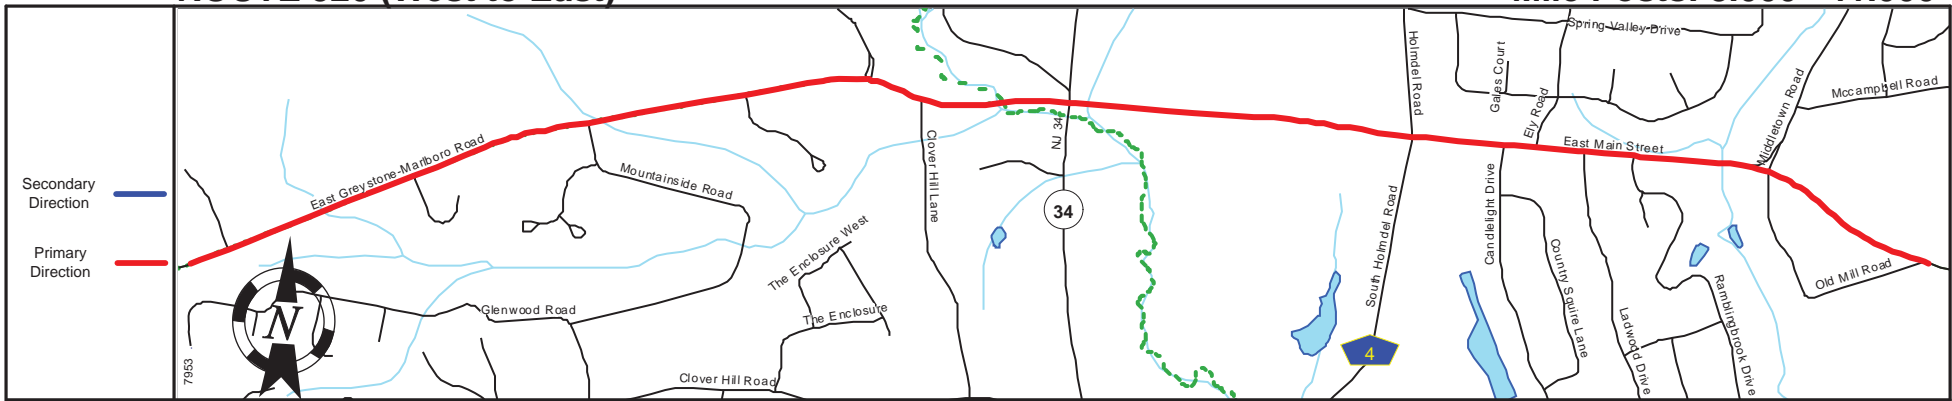 Secondary
Direction
Primary
Direction
East Greystone-Marlboro Road
Mountainside Road
Glenwood Road
Clover Hill Road
The Enclosure West
The Enclosure
Clover Hill Lane
NJ 34
34
Holmdel Road
South Holmdel Road
4
Gales Court
Ely Road
Spring Valley Drive
East Main Street
Candlelight Drive
Country Squire Lane
Ladwood Drive
Ramblingbrook Drive
Middletown Road
Mccampbell Road
Old Mill Road
N
7953